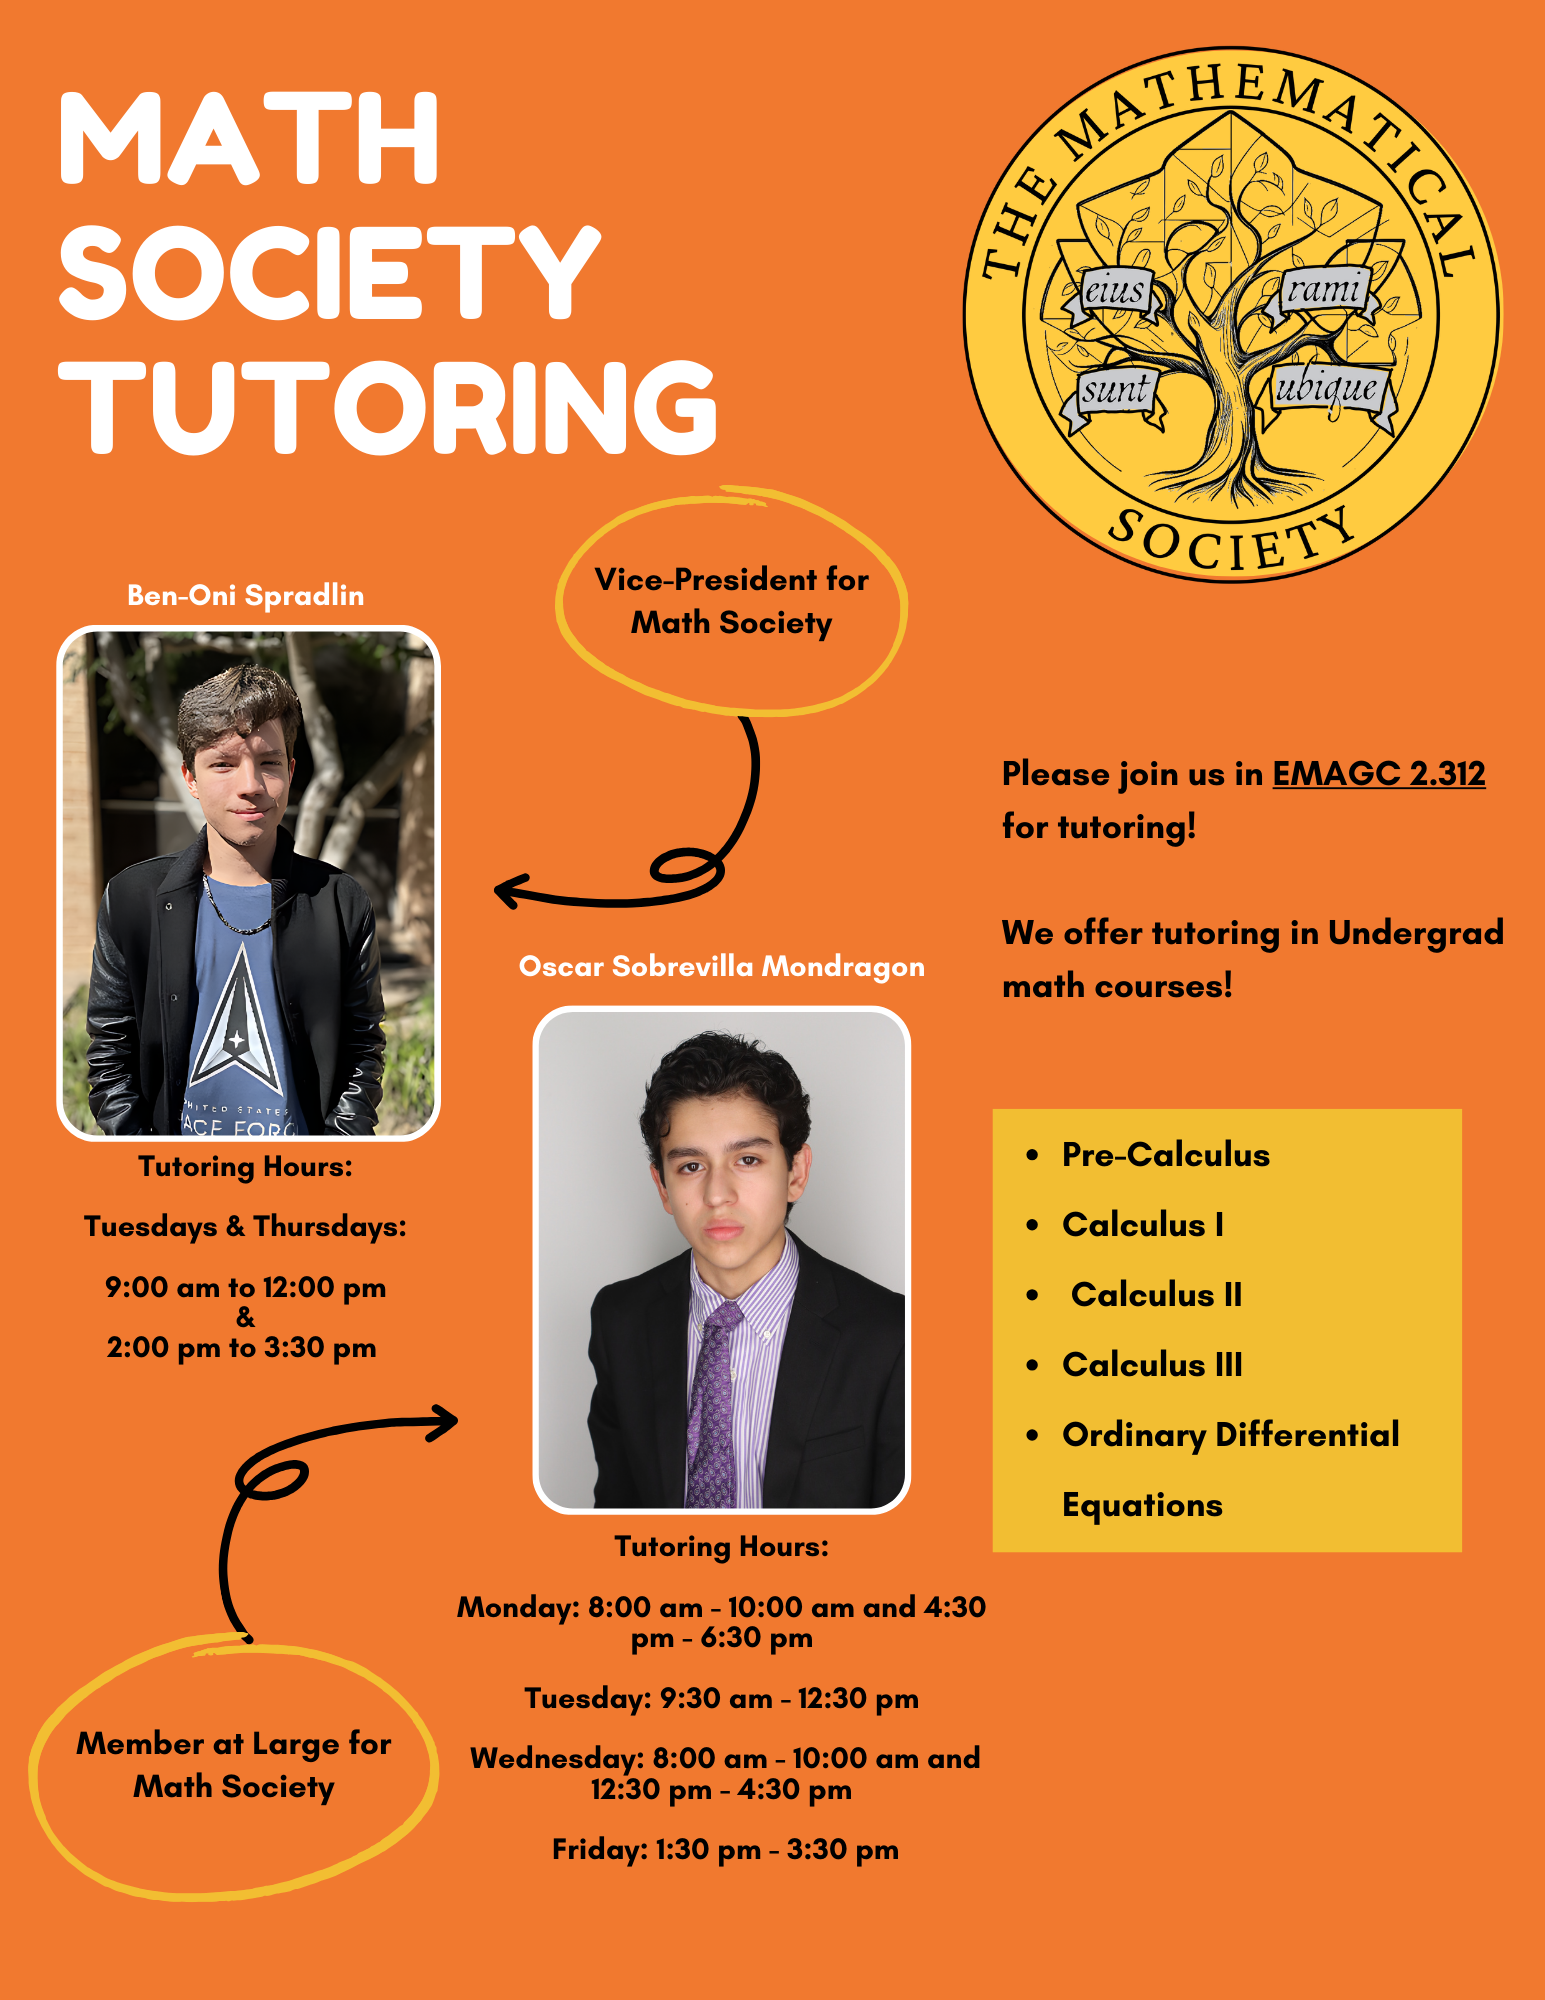 MATH
SOCIETY
TUTORING
THE MATHEMATICAL
SOCIETY
eius
rami
sunt
ubique
Vice-President for
Math Society
Ben-Oni Spradlin
UNITED STATES
ACE FORC
Tutoring Hours:
Tuesdays & Thursdays:
9:00 am to 12:00 pm
&
2:00 pm to 3:30 pm
Oscar Sobrevilla Mondragon
Tutoring Hours:
Monday: 8:00 am - 10:00 am and 4:30
pm - 6:30 pm
Tuesday: 9:30 am - 12:30 pm
Wednesday: 8:00 am - 10:00 am and
12:30 pm - 4:30 pm
Friday: 1:30 pm - 3:30 pm
Member at Large for
Math Society
Please join us in EMAGC 2.312
for tutoring!
We offer tutoring in Undergrad
math courses!
• Pre-Calculus
• Calculus I
• Calculus II
• Calculus III
• Ordinary Differential
Equations